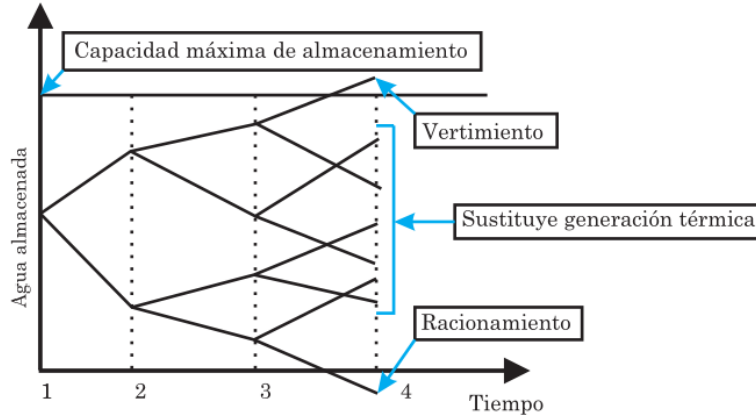 Capacidad máxima de almacenamiento
Vertimiento
Agua almacenada
Sustituye generación térmica
Racionamiento
1 2 3 4
Tiempo